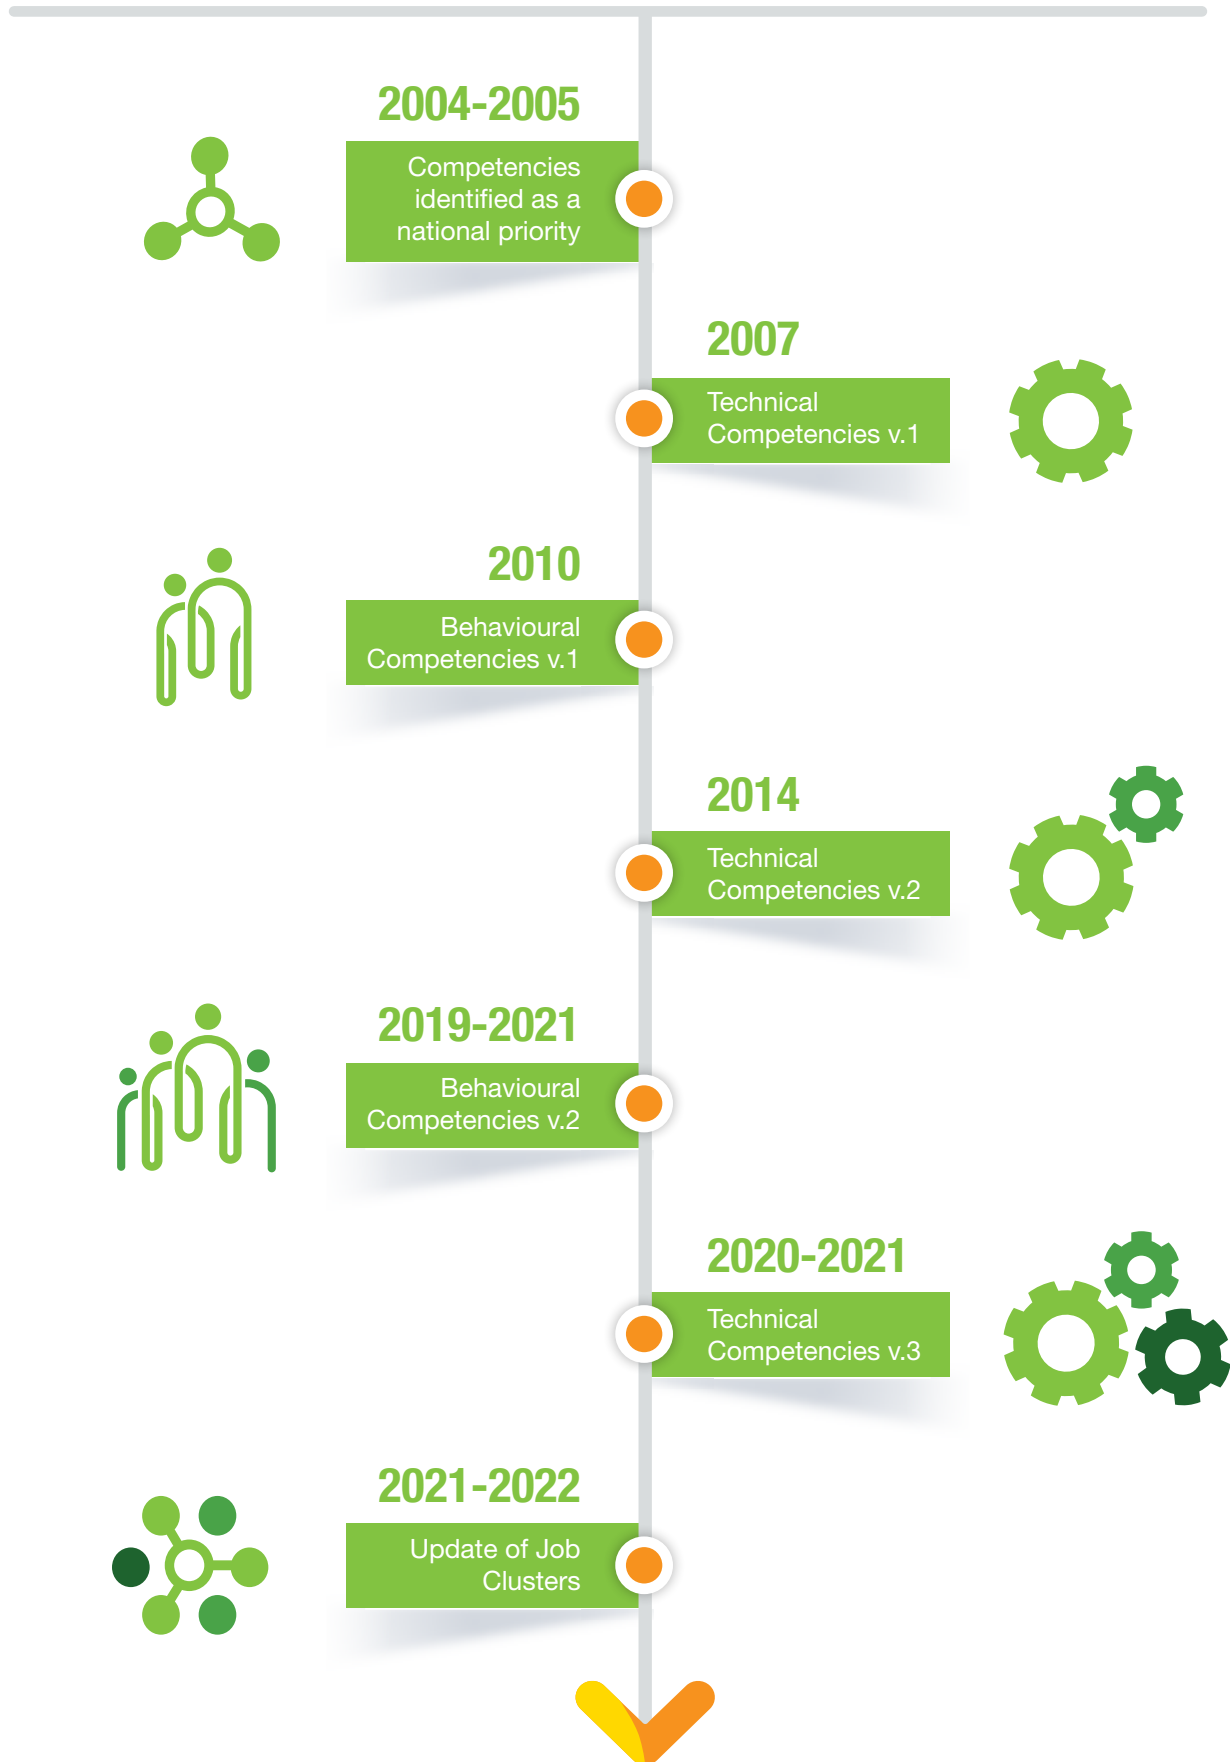 2004-2005
Competencies
identified as a
national priority
2007
Technical
Competencies v.1
2010
Behavioural
Competencies v.1
2014
Technical
Competencies v.2
2019-2021
Behavioural
Competencies v.2
2020-2021
Technical
Competencies v.3
2021-2022
Update of Job
Clusters